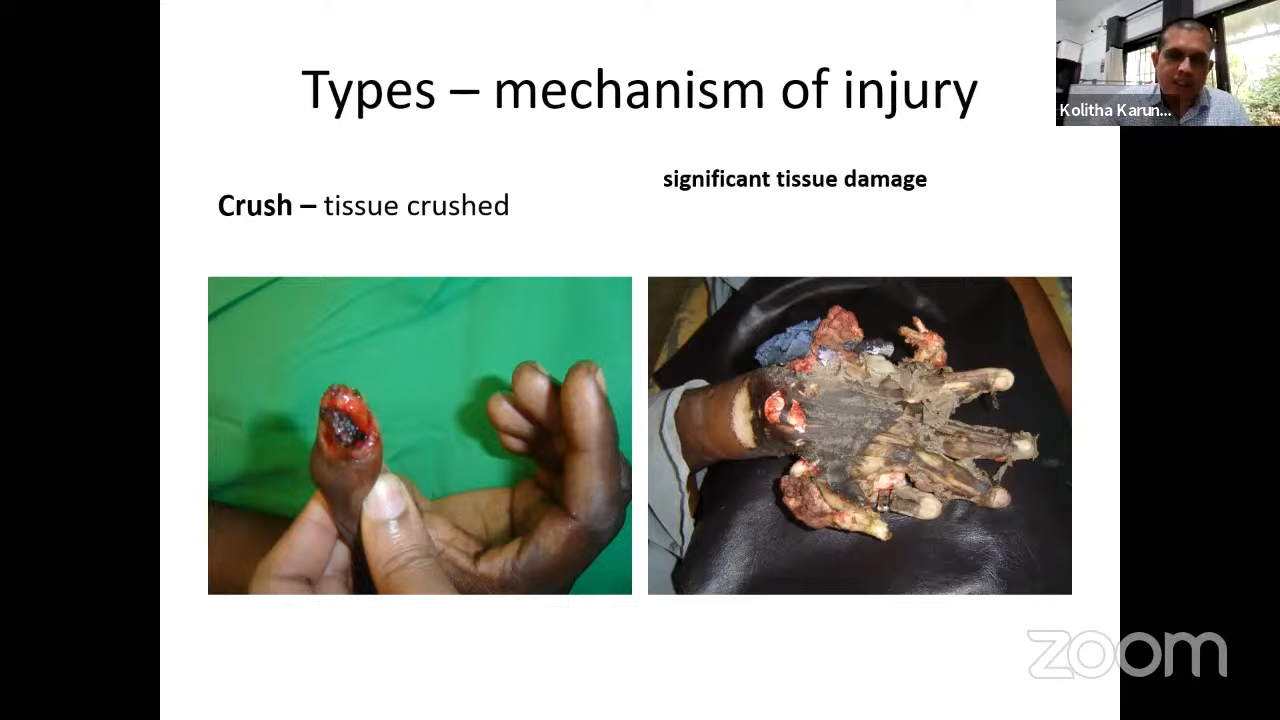 Types – mechanism of injury
Kolitha Karun...
significant tissue damage
Crush – tissue crushed
zoom